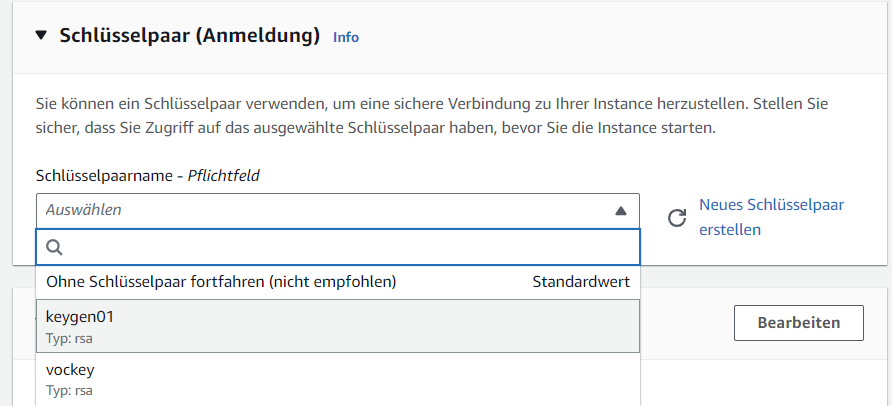 Schlüsselpaar (Anmeldung) Info
Sie können ein Schlüsselpaar verwenden, um eine sichere Verbindung zu Ihrer Instance herzustellen. Stellen Sie
sicher, dass Sie Zugriff auf das ausgewählte Schlüsselpaar haben, bevor Sie die Instance starten.
Schlüsselpaarname - Pflichtfeld
Auswählen
Neues Schlüsselpaar
erstellen
Ohne Schlüsselpaar fortfahren (nicht empfohlen) Standardwert
keygen01
Typ: rsa
Bearbeiten
vockey
Typ: rsa